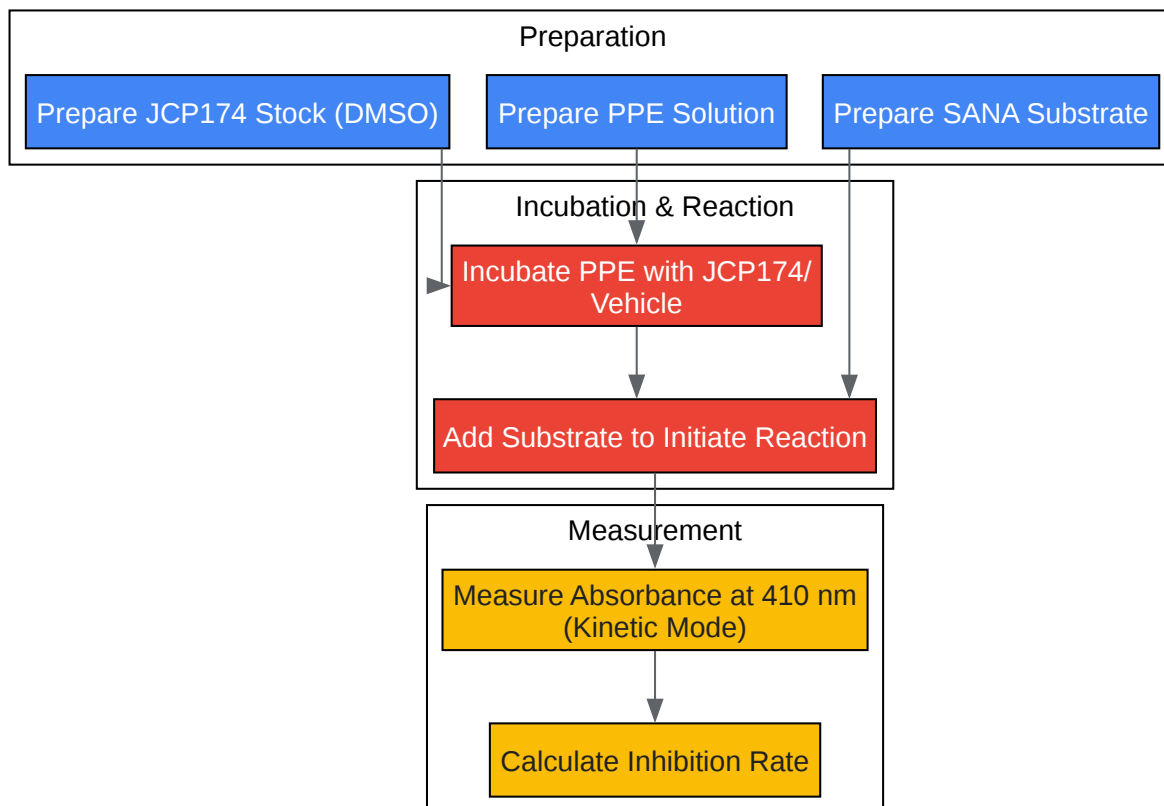 Preparation
Prepare JCP174 Stock (DMSO)
Prepare PPE Solution
Prepare SANA Substrate
Incubation & Reaction
Incubate PPE with JCP174/
Vehicle
Add Substrate to Initiate Reaction
Measurement
Measure Absorbance at 410 nm
(Kinetic Mode)
Calculate Inhibition Rate